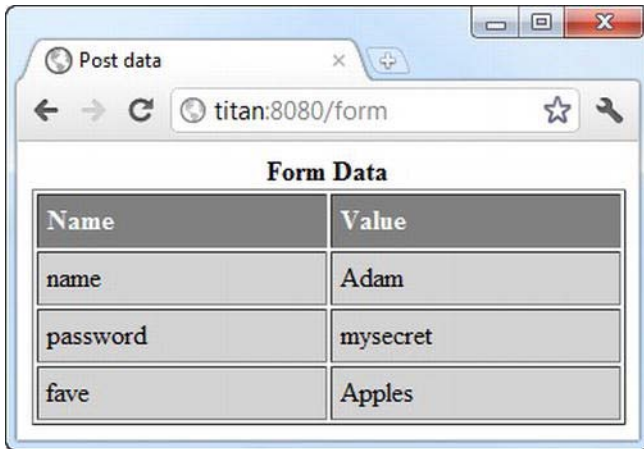 Post data
titan:8080/form
Form Data
Name Value
name Adam
password mysecret
fave Apples